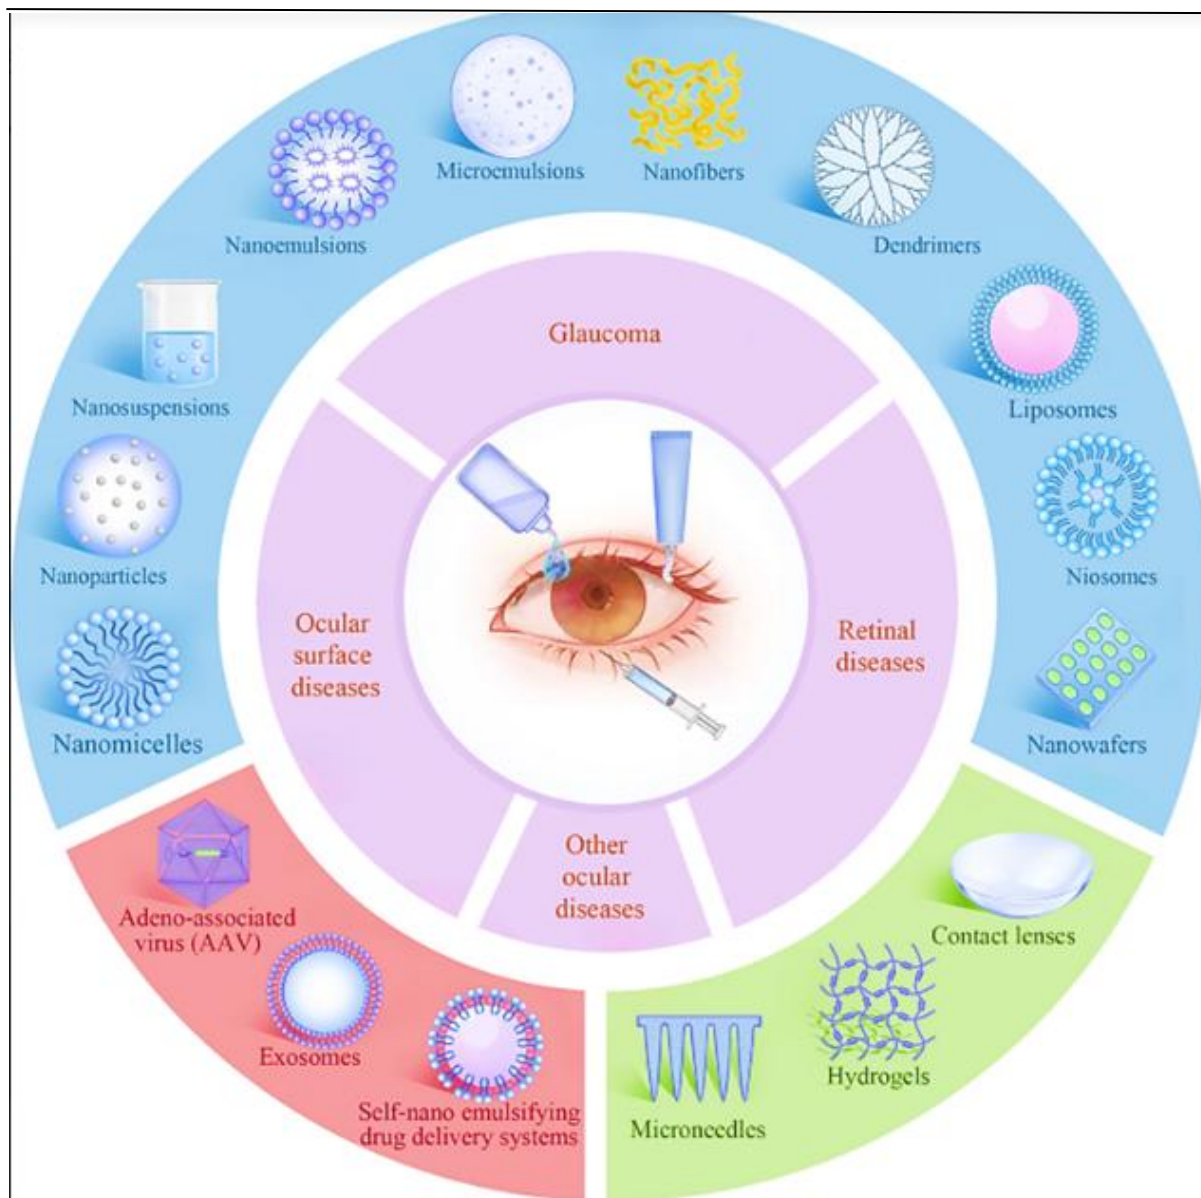 Microemulsions
Nanofibers
Nanoemulsions
Dendrimers
Nanosuspensions
Liposomes
Nanoparticles
Niosomes
Nanomicelles
Nanowafers
Glaucoma
Ocular
surface
diseases
Retinal
diseases
Other
ocular
diseases
Adeno-associated
virus (AAV)
Exosomes
Self-nano emulsifying
drug delivery systems
Contact lenses
Hydrogels
Microneedles